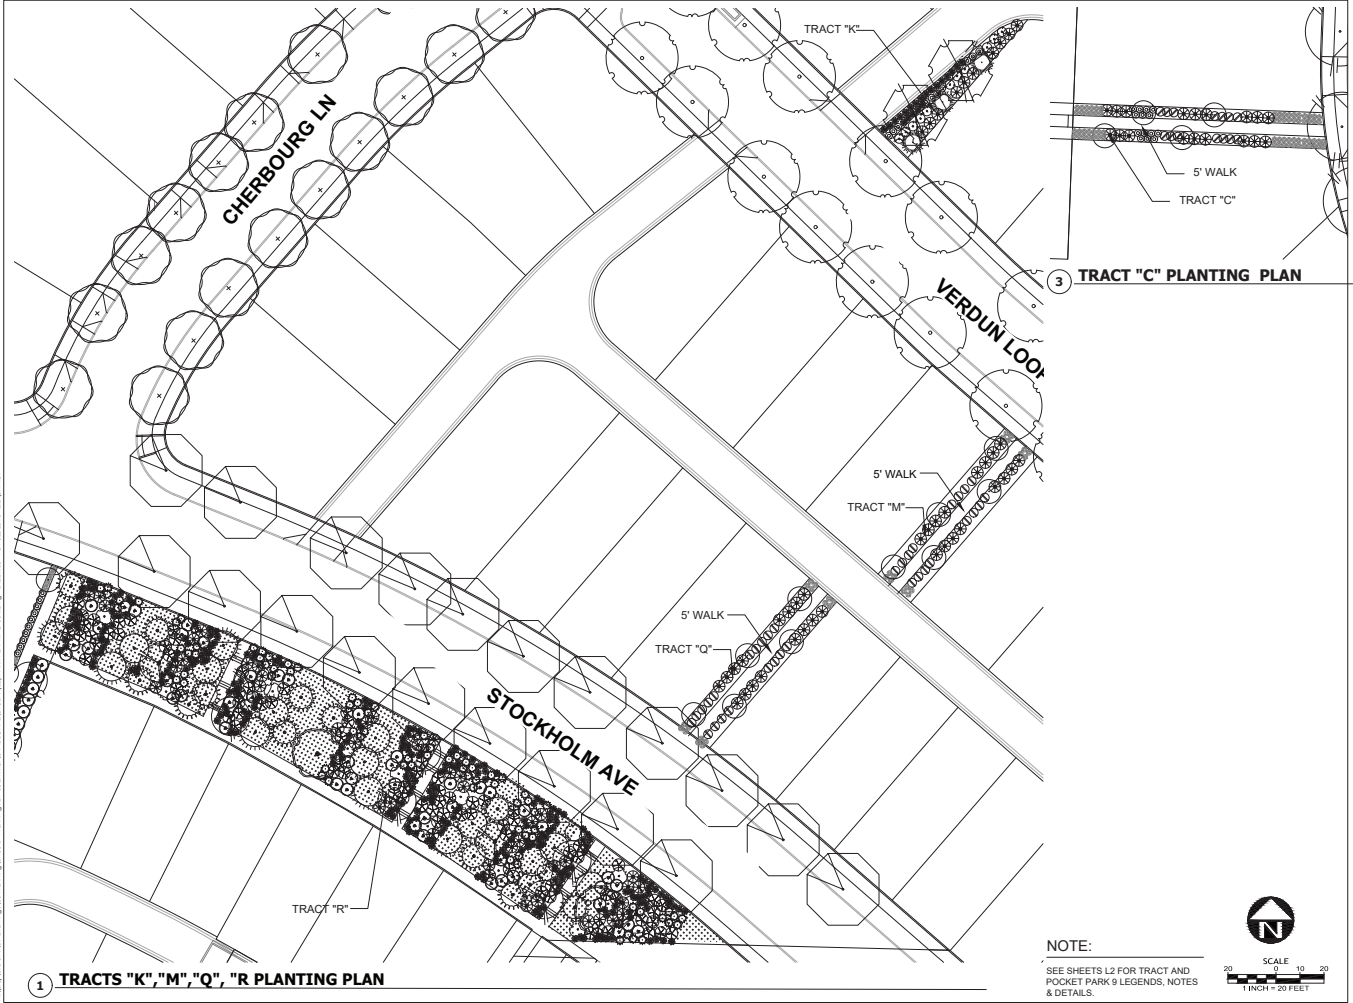 TRACT "K"
CHERBOURG LN
5' WALK
TRACT "C"
3 TRACT "C" PLANTING PLAN
VERDUN LOOP
5' WALK
TRACT "M"
5' WALK
TRACT "Q"
STOCKHOLM AVE
TRACT "R"
1 TRACTS "K","M","Q", "R PLANTING PLAN
NOTE:
SEE SHEETS L2 FOR TRACT AND
POCKET PARK 9 LEGENDS, NOTES
& DETAILS.
N
SCALE
20 0 10 20
1 INCH = 20 FEET